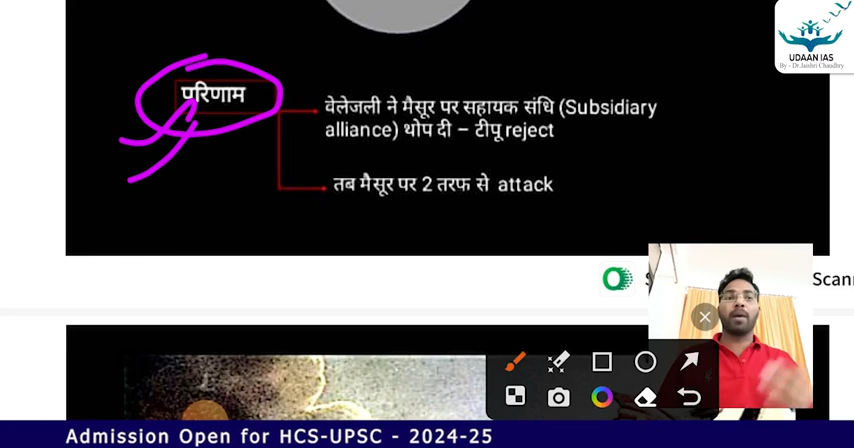 UDAAN IAS
By - Dr.Jaishri Chaudhry
परिणाम
वेलेजली ने मैसूर पर सहायक संधि (Subsidiary
alliance) थोप दी – टीपू reject
तब मैसूर पर 2 तरफ से attack
Scan
Admission Open for HCS-UPSC - 2024-25